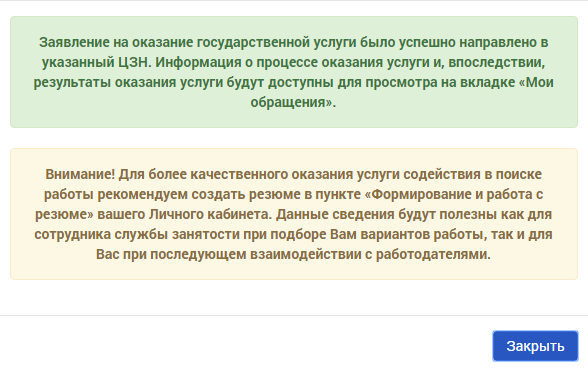 Заявление на оказание государственной услуги было успешно направлено в
указанный ЦЗН. Информация о процессе оказания услуги и, впоследствии,
результаты оказания услуги будут доступны для просмотра на вкладке «Мои
обращения».
Внимание! Для более качественного оказания услуги содействия в поиске
работы рекомендуем создать резюме в пункте «Формирование и работа с
резюме» вашего Личного кабинета. Данные сведения будут полезны как для
сотрудника службы занятости при подборе Вам вариантов работы, так и для
Вас при последующем взаимодействии с работодателями.
Закрыть